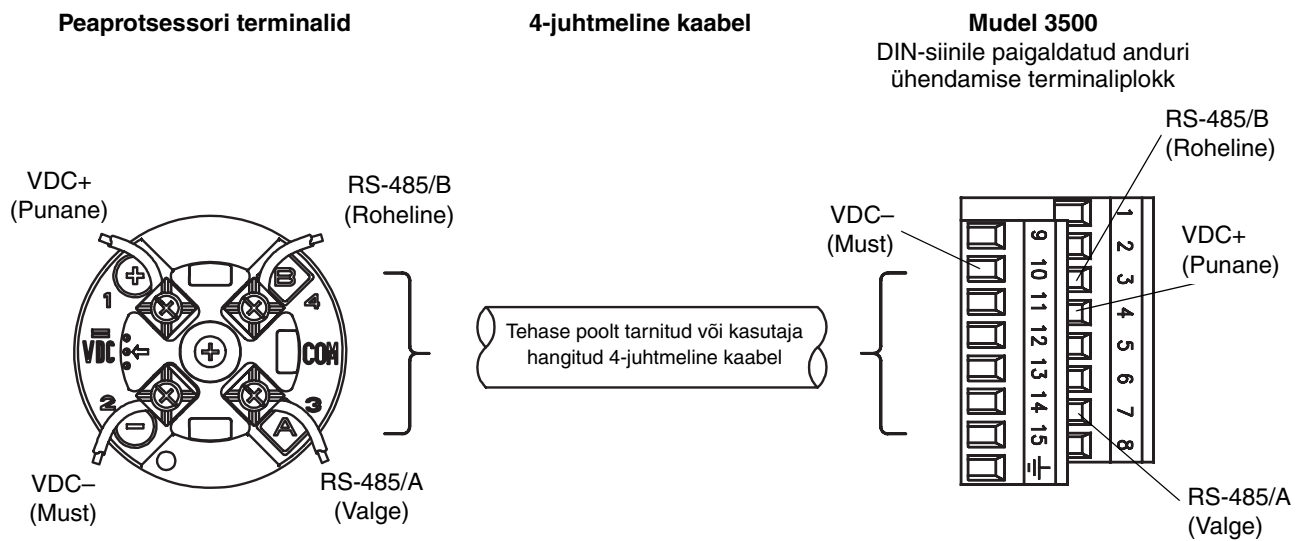 Peaprotsessori terminalid
4-juhtmeline kaabel
Mudel 3500
DIN-siinile paigaldatud anduri
ühendamise terminaliplokk
VDC+
(Punane)
RS-485/B
(Roheline)
1
B
4
VDC
COM
2
3
A
VDC–
(Must)
RS-485/A
(Valge)
Tehase poolt tarnitud või kasutaja
hangitud 4-juhtmeline kaabel
RS-485/B
(Roheline)
VDC–
(Must)
VDC+
(Punane)
9
10
11
12
13
14
15
1
2
3
4
5
6
7
8
RS-485/A
(Valge)